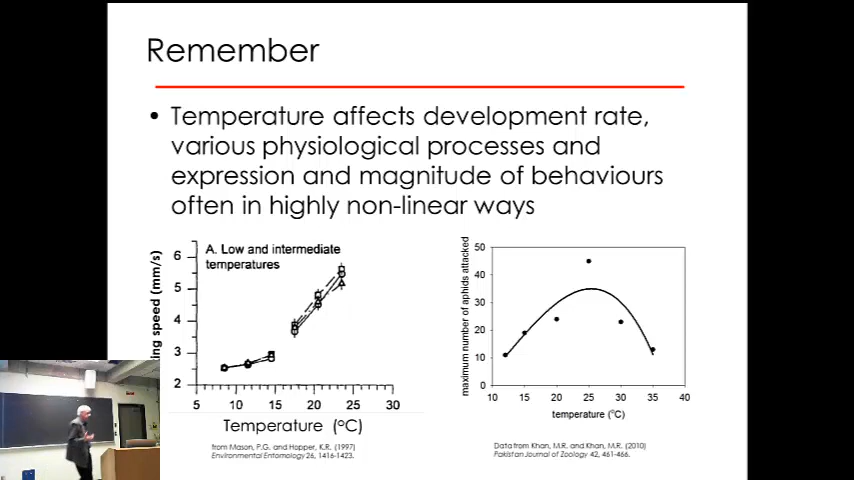 Remember
• Temperature affects development rate,
various physiological processes and
expression and magnitude of behaviours
often in highly non-linear ways
A. Low and intermediate
temperatures
ing speed (mm/s)
6
5
4
3
2
5 10 15 20 25 30
Temperature (°C)
from Mason, P.G. and Hopper, K.R. (1997)
Environmental Entomology 26, 1416-1423.
maximum number of aphids attacked
50
40
30
20
10
0
10 15 20 25 30 35 40
temperature (°C)
Data from Khan, M.R. and Khan, M.R. (2010)
Pakistan Journal of Zoology 42, 461-466.